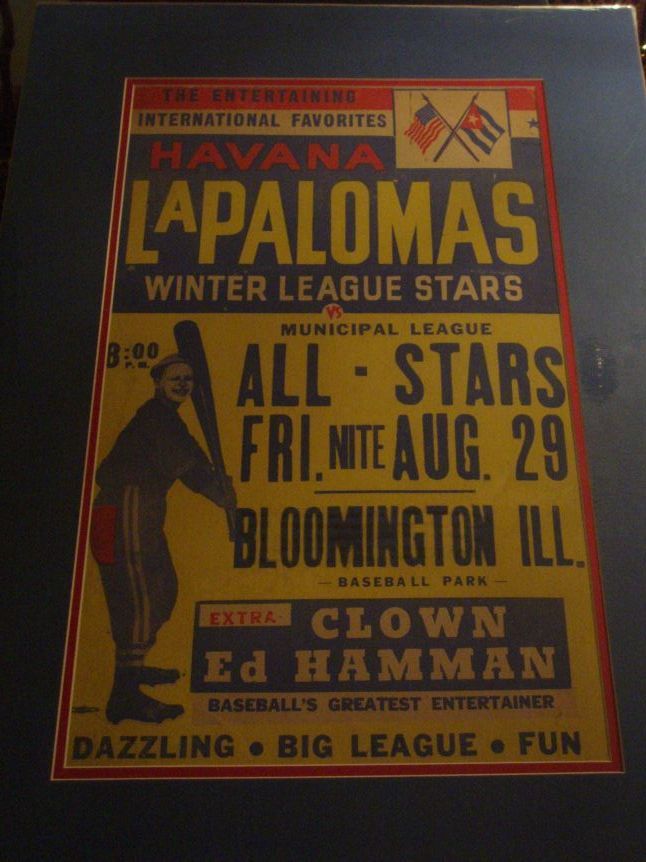 THE ENTERTAINING
INTERNATIONAL FAVORITES
HAVANA
LAPALOMAS
WINTER LEAGUE STARS
VS
MUNICIPAL LEAGUE
8:00
P. M.
ALL - STARS
FRI. NITE AUG. 29
BLOOMINGTON ILL.
— BASEBALL PARK —
EXTRA- CLOWN
Ed HAMMAN
BASEBALL'S GREATEST ENTERTAINER
DAZZLING • BIG LEAGUE • FUN